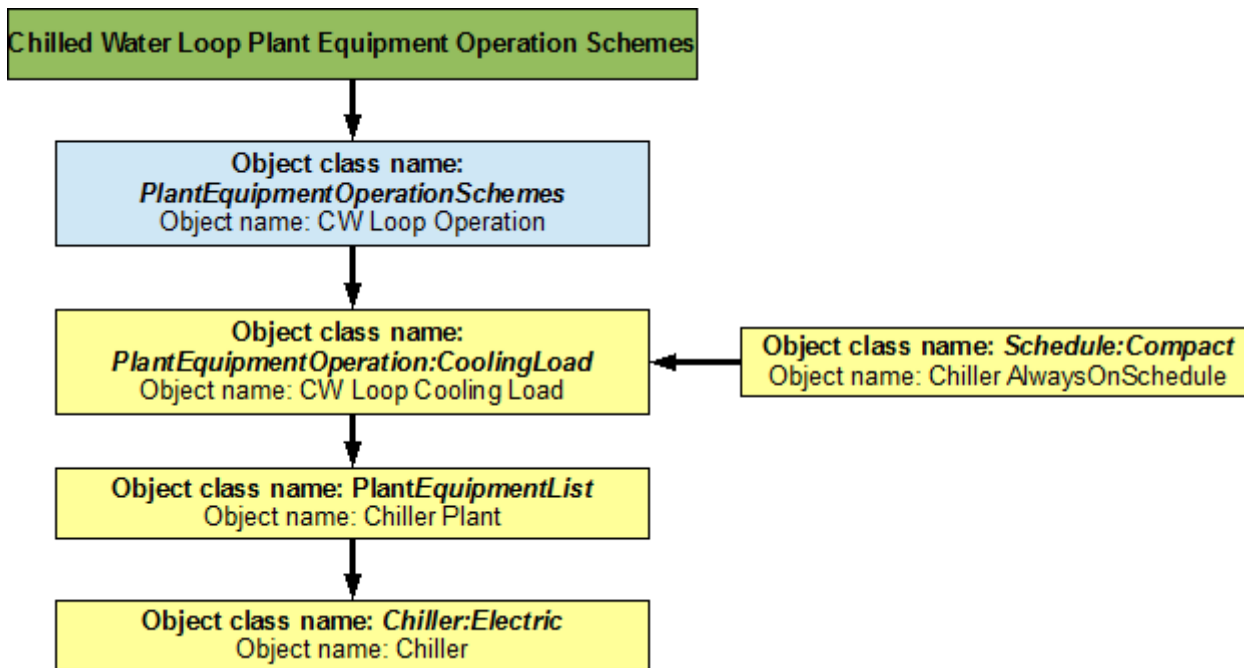 Chilled Water Loop Plant Equipment Operation Schemes
Object class name:
PlantEquipmentOperationSchemes
Object name: CW Loop Operation
Object class name:
PlantEquipmentOperation:CoolingLoad
Object name: CW Loop Cooling Load
Object class name: Schedule:Compact
Object name: Chiller AlwaysOnSchedule
Object class name: PlantEquipmentList
Object name: Chiller Plant
Object class name: Chiller:Electric
Object name: Chiller